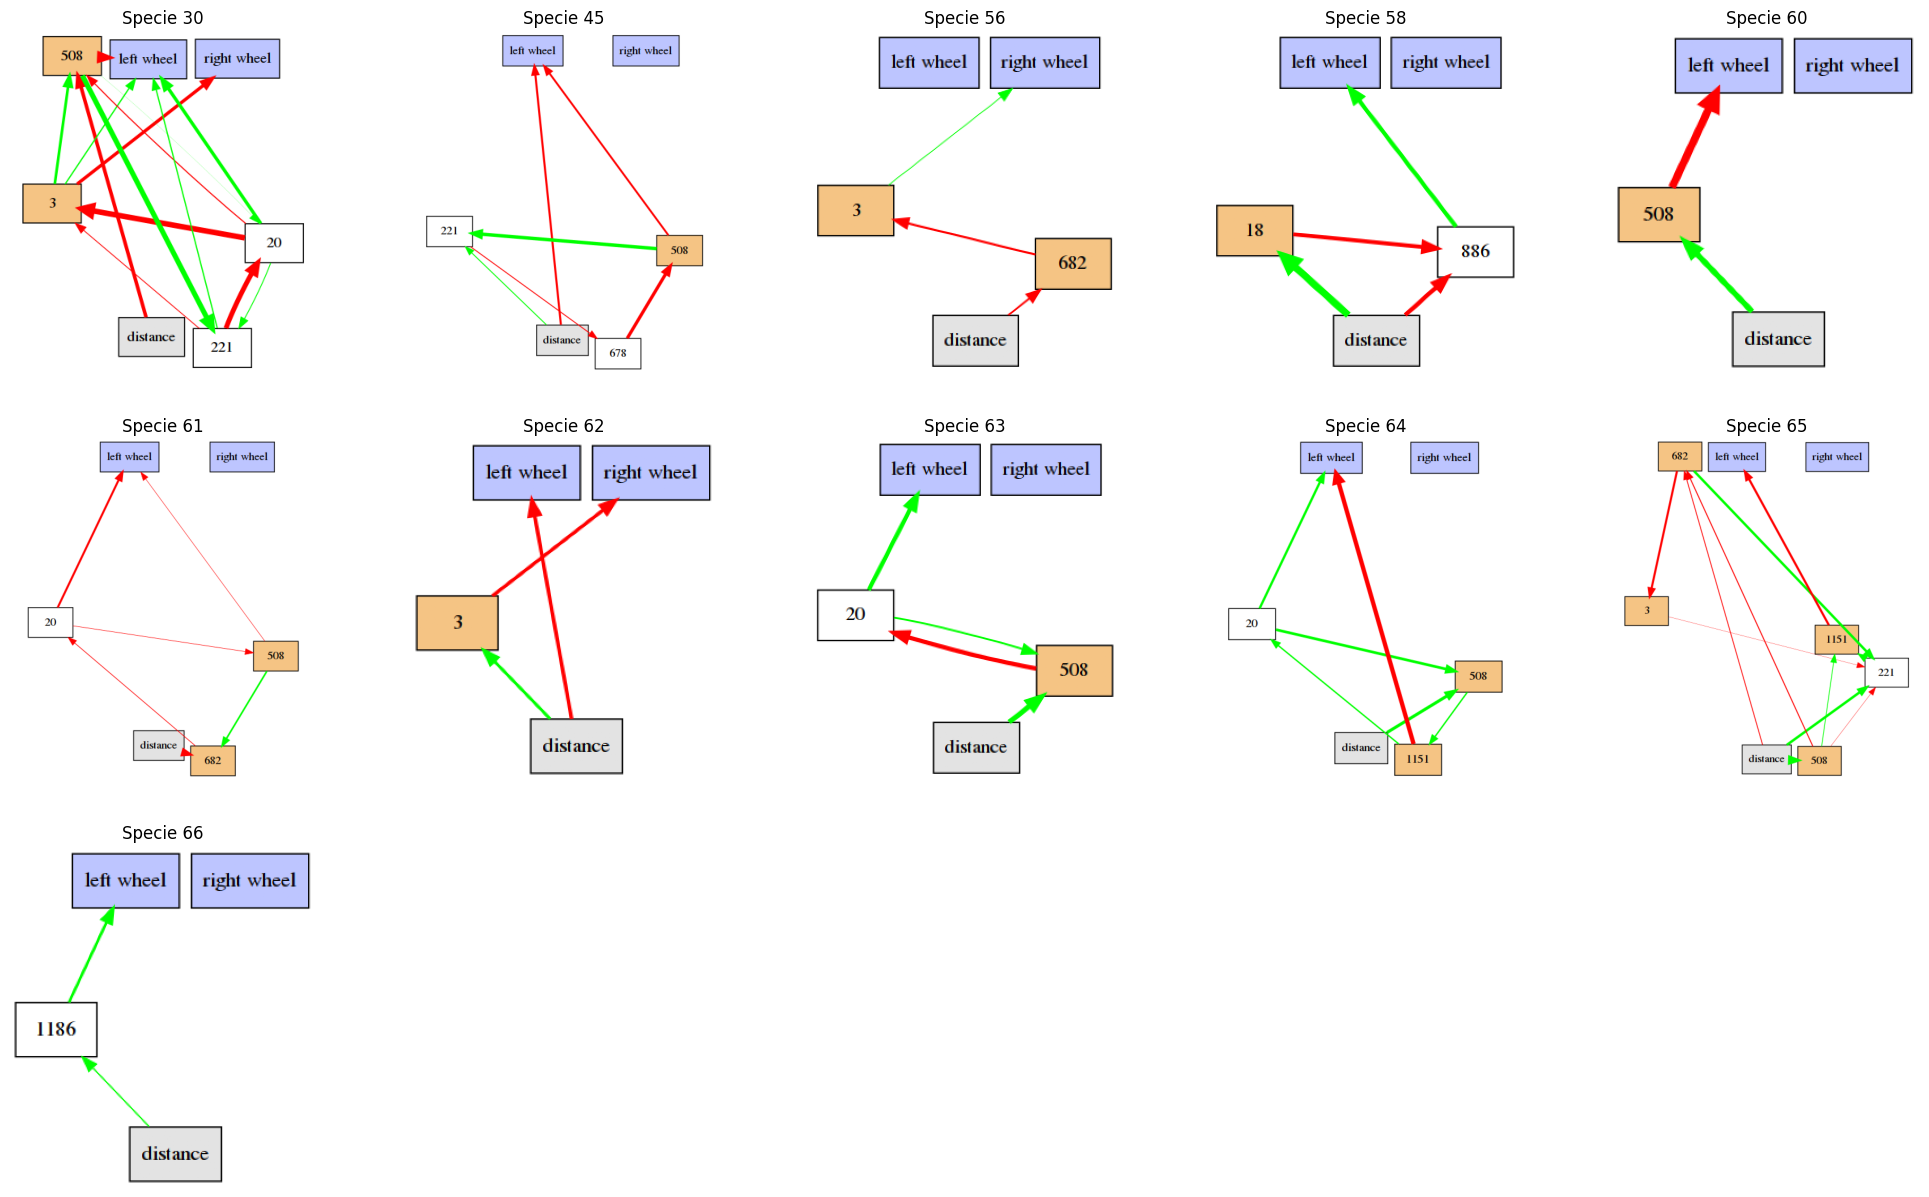 Specie 30
508
left wheel
right wheel
3
20
distance
221
Specie 45
left wheel
right wheel
221
508
distance
678
Specie 56
left wheel
right wheel
3
682
distance
Specie 58
left wheel
right wheel
18
886
distance
Specie 60
left wheel
right wheel
508
distance
Specie 61
left wheel
right wheel
20
508
distance
682
Specie 62
left wheel
right wheel
3
distance
Specie 63
left wheel
right wheel
20
508
distance
Specie 64
left wheel
right wheel
20
508
distance
1151
Specie 65
682
left wheel
right wheel
3
1151
221
distance
508
Specie 66
left wheel
right wheel
1186
distance